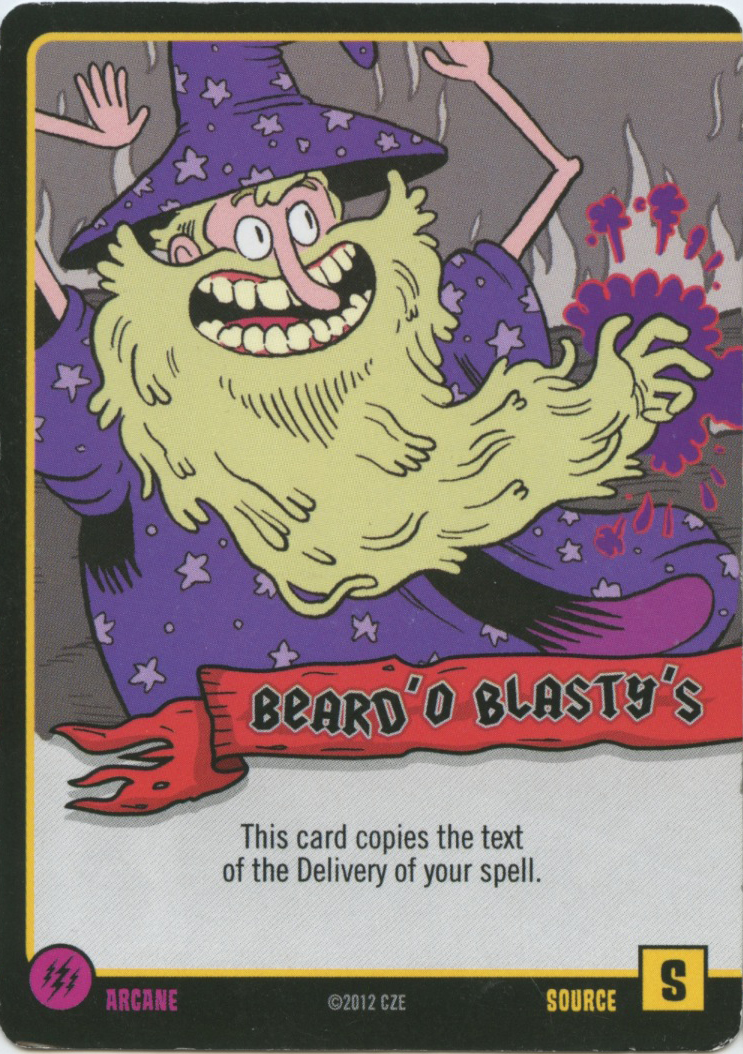 BEARD'O BLASTY'S
This card copies the text
of the Delivery of your spell.
ARCANE
©2012 CZE
SOURCE
S